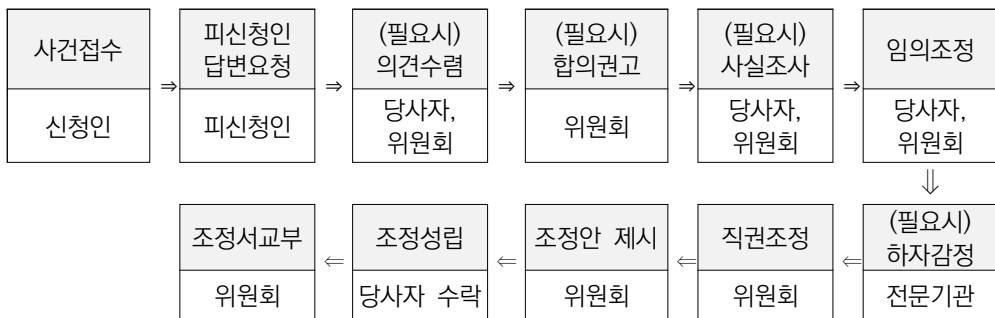 사건접수
신청인
⇒
피신청인
답변요청
피신청인
⇒
(필요시)
의견수렴
당사자,
위원회
⇒
(필요시)
합의권고
위원회
⇒
(필요시)
사실조사
당사자,
위원회
⇒
임의조정
당사자,
위원회
⇓
(필요시)
하자감정
전문기관
⇐
직권조정
위원회
⇐
조정안 제시
위원회
⇐
조정성립
당사자 수락
⇐
조정서교부
위원회